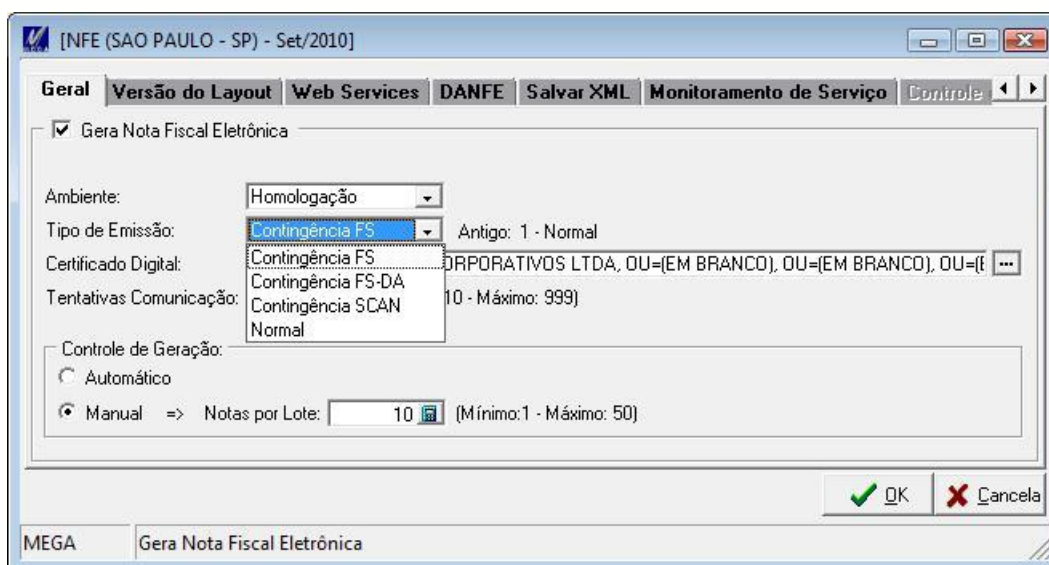 [NFE (SAO PAULO - SP) - Set/2010]
Geral Versão do Layout Web Services DANFE Salvar XML Monitoramento de Serviço Controle
Gera Nota Fiscal Eletrônica
Ambiente: Homologação
Tipo de Emissão: Contingência FS Antigo: 1 - Normal
Contingência FS
Certificado Digital: ORPORATIVOS LTDA, OU=(EM BRANCO), OU=(EM BRANCO), OU=(E ...
Contingência FS-DA
Tentativas Comunicação: 10 - Máximo: 999)
Contingência SCAN
Normal
Controle de Geração:
Automático
Manual => Notas por Lote: 10 (Mínimo:1 - Máximo: 50)
OK Cancela
MEGA Gera Nota Fiscal Eletrônica